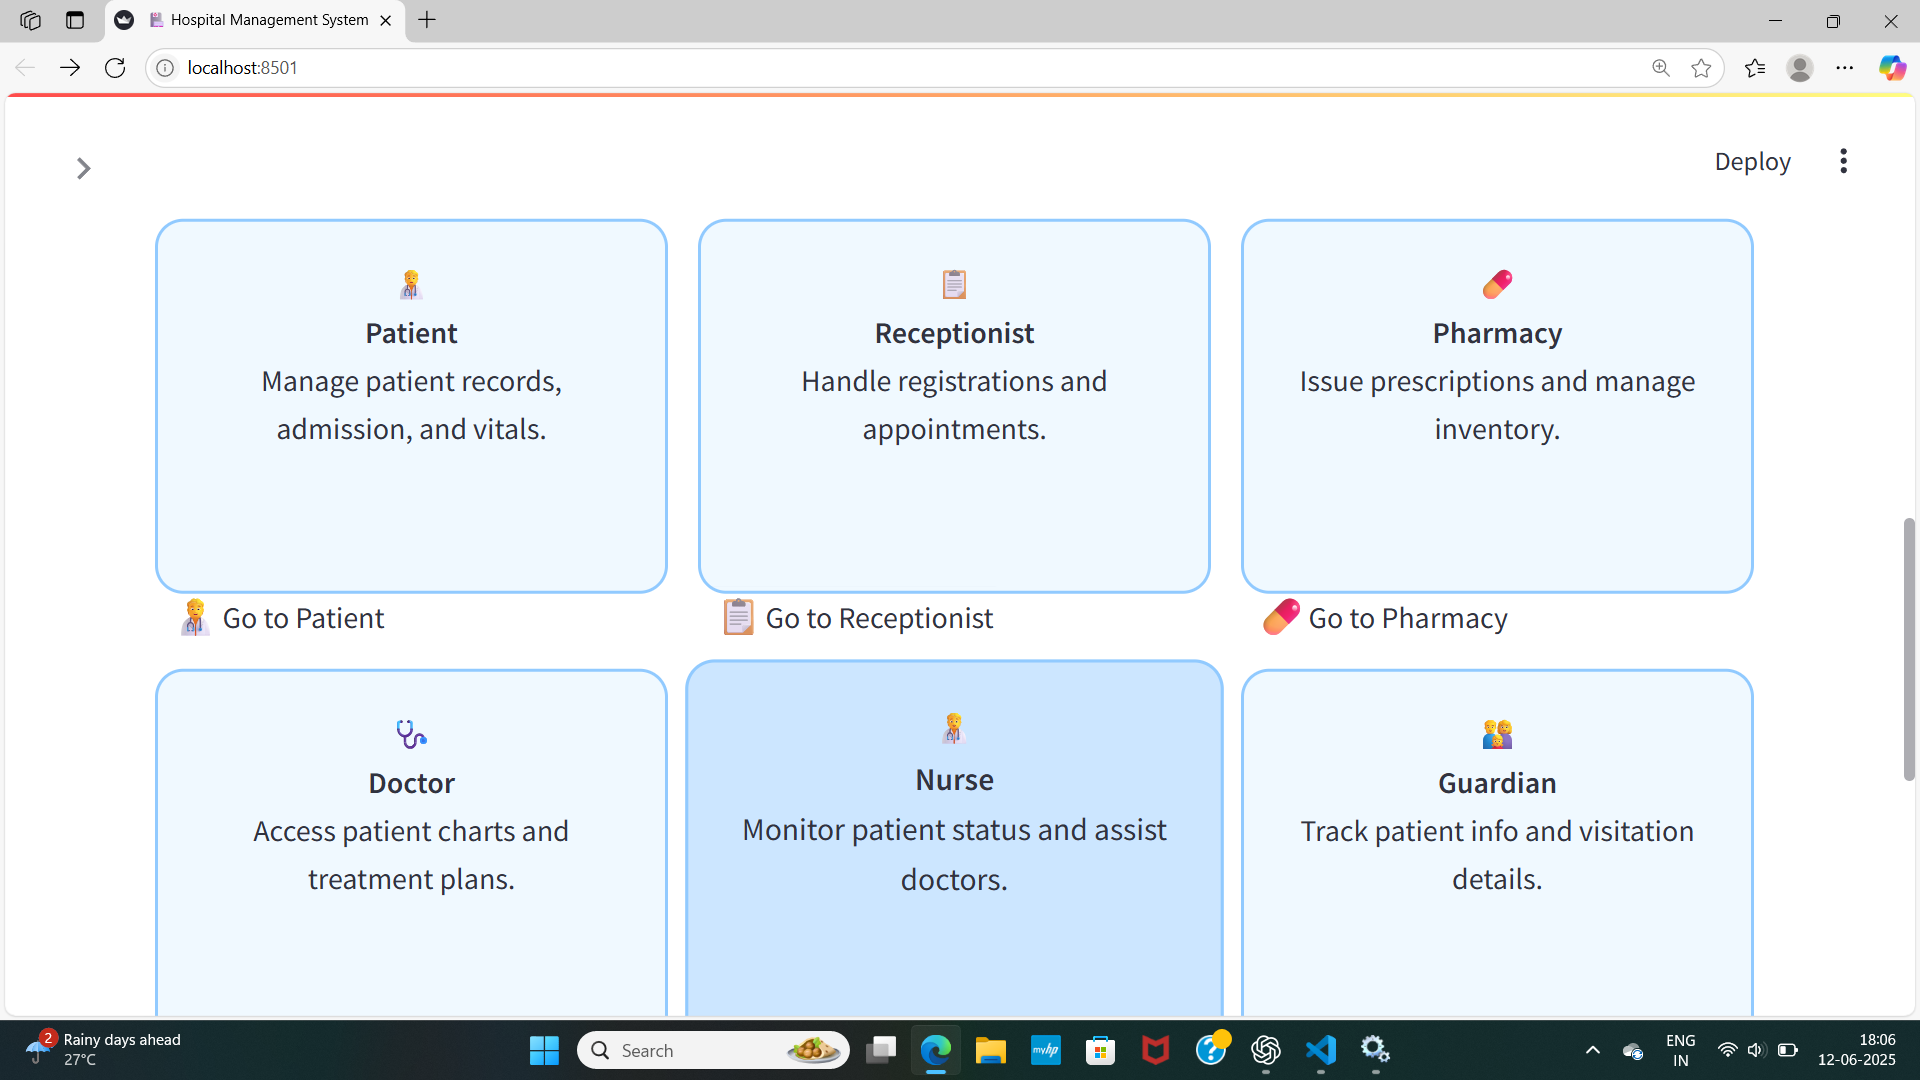 Hospital Management System
localhost:8501
Deploy
Patient
Manage patient records,
admission, and vitals.
Receptionist
Handle registrations and
appointments.
Pharmacy
Issue prescriptions and manage
inventory.
Go to Patient
Go to Receptionist
Go to Pharmacy
Doctor
Access patient charts and
treatment plans.
Nurse
Monitor patient status and assist
doctors.
Guardian
Track patient info and visitation
details.
2
Rainy days ahead
27°C
Search
myhp
?
ENG
IN
18:06
12-06-2025